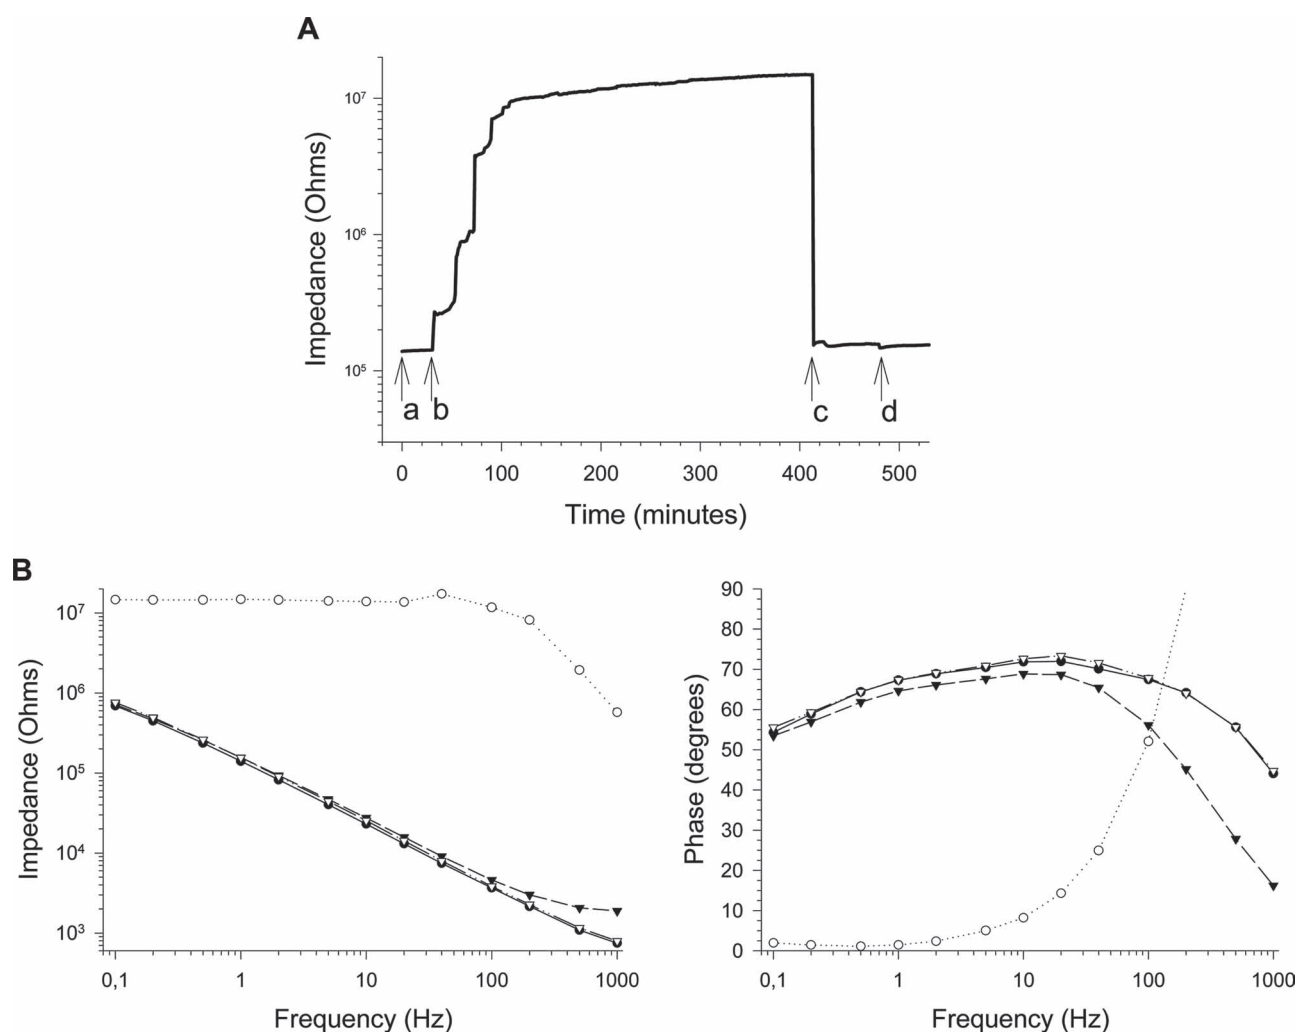 A
Impedance (Ohms)
10⁷
10⁶
10⁵
a
b
c
d
0
100
200
300
400
500
Time (minutes)
B
Impedance (Ohms)
10⁷
10⁶
10⁵
10⁴
10³
0,1
1
10
100
1000
Frequency (Hz)
Phase (degrees)
90
80
70
60
50
40
30
20
10
0
0,1
1
10
100
1000
Frequency (Hz)